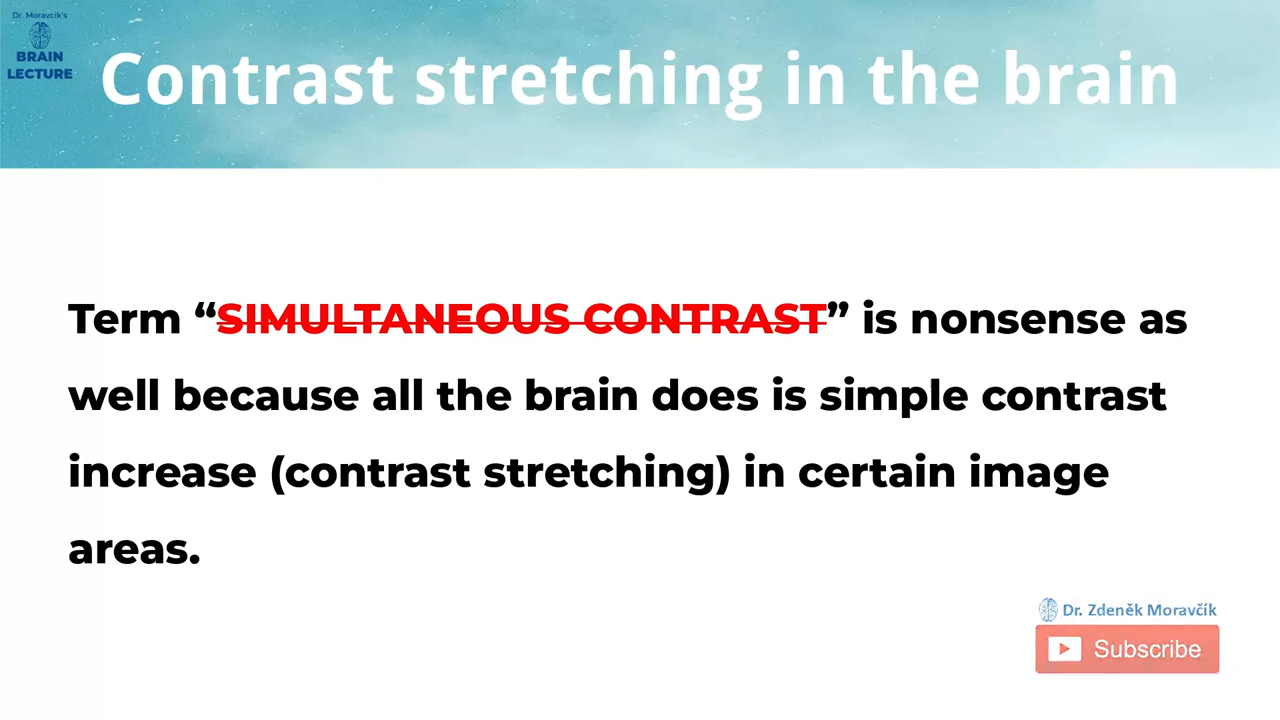 Dr. Moravcik's
BRAIN
LECTURE
Contrast stretching in the brain
Term “SIMULTANEOUS CONTRAST” is nonsense as
well because all the brain does is simple contrast
increase (contrast stretching) in certain image
areas.
Dr. Zdeněk Moravčík
Subscribe